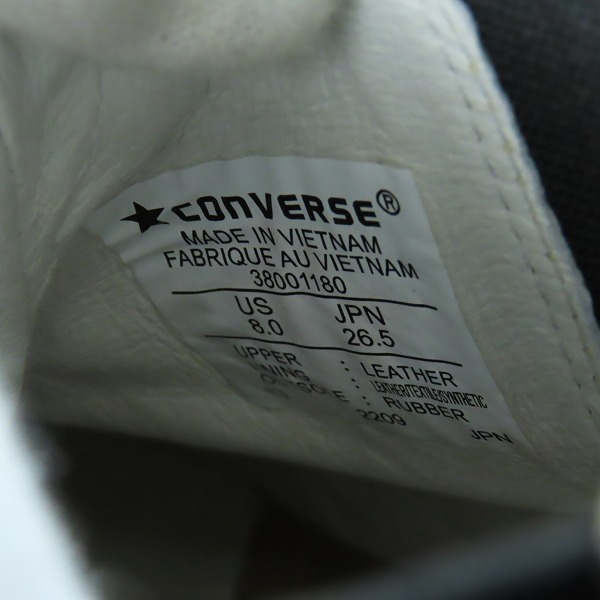 ★CONVERSE®
MADE IN VIETNAM
FABRIQUE AU VIETNAM
38001180
US JPN
8.0 26.5
UPPER : LEATHER
: LEATHER/TEXTILE/SYNTHETIC
: RUBBER
2209 JPN